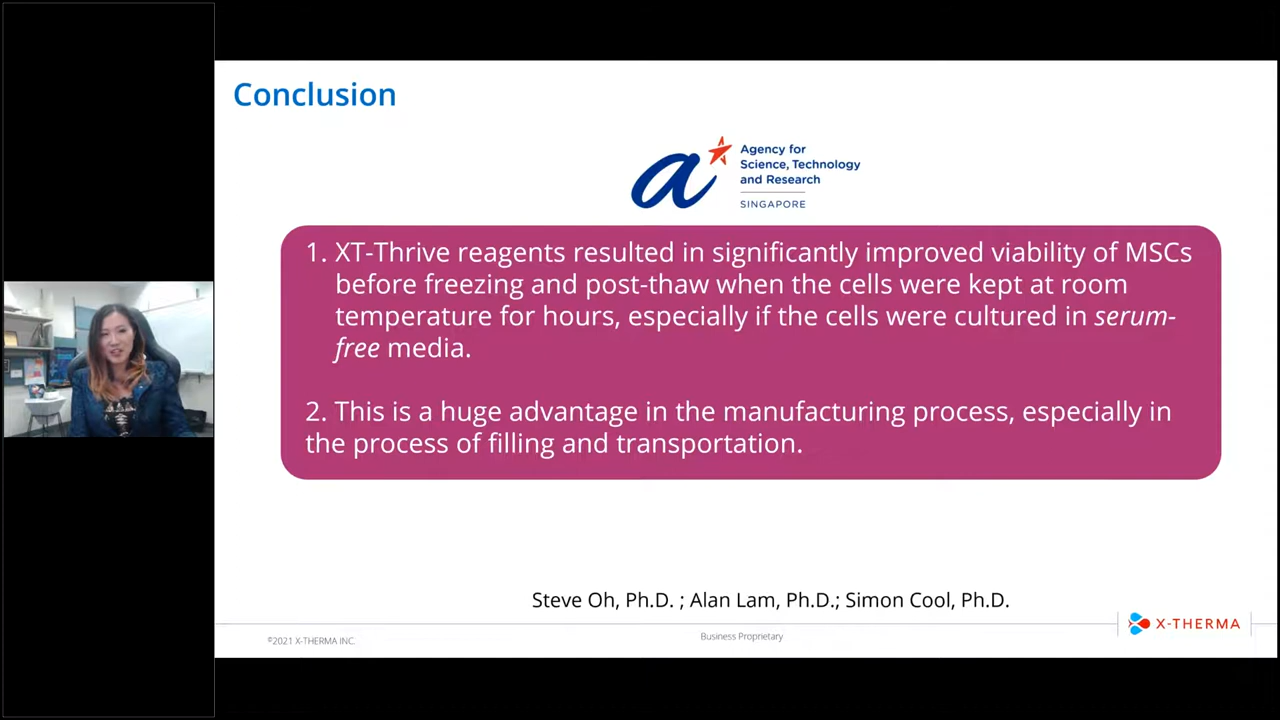 Conclusion
a
Agency for
Science, Technology
and Research
SINGAPORE
1. XT-Thrive reagents resulted in significantly improved viability of MSCs
before freezing and post-thaw when the cells were kept at room
temperature for hours, especially if the cells were cultured in serum-
free media.
2. This is a huge advantage in the manufacturing process, especially in
the process of filling and transportation.
Steve Oh, Ph.D. ; Alan Lam, Ph.D.; Simon Cool, Ph.D.
©2021 X-THERMA INC.
Business Proprietary
X-THERMA